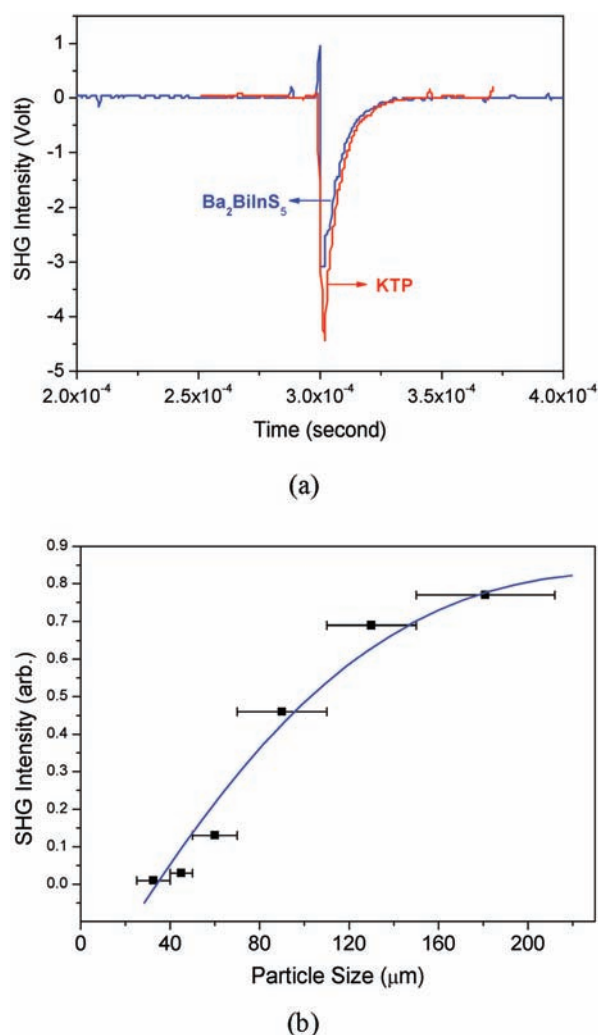 SHG Intensity (Volt)
1
0
-1
-2
-3
-4
-5
Ba₂BiInS₅
KTP
2.0x10⁻⁴ 2.5x10⁻⁴ 3.0x10⁻⁴ 3.5x10⁻⁴ 4.0x10⁻⁴
Time (second)
(a)
SHG Intensity (arb.)
0.9
0.8
0.7
0.6
0.5
0.4
0.3
0.2
0.1
0.0
0 40 80 120 160 200
Particle Size (μm)
(b)